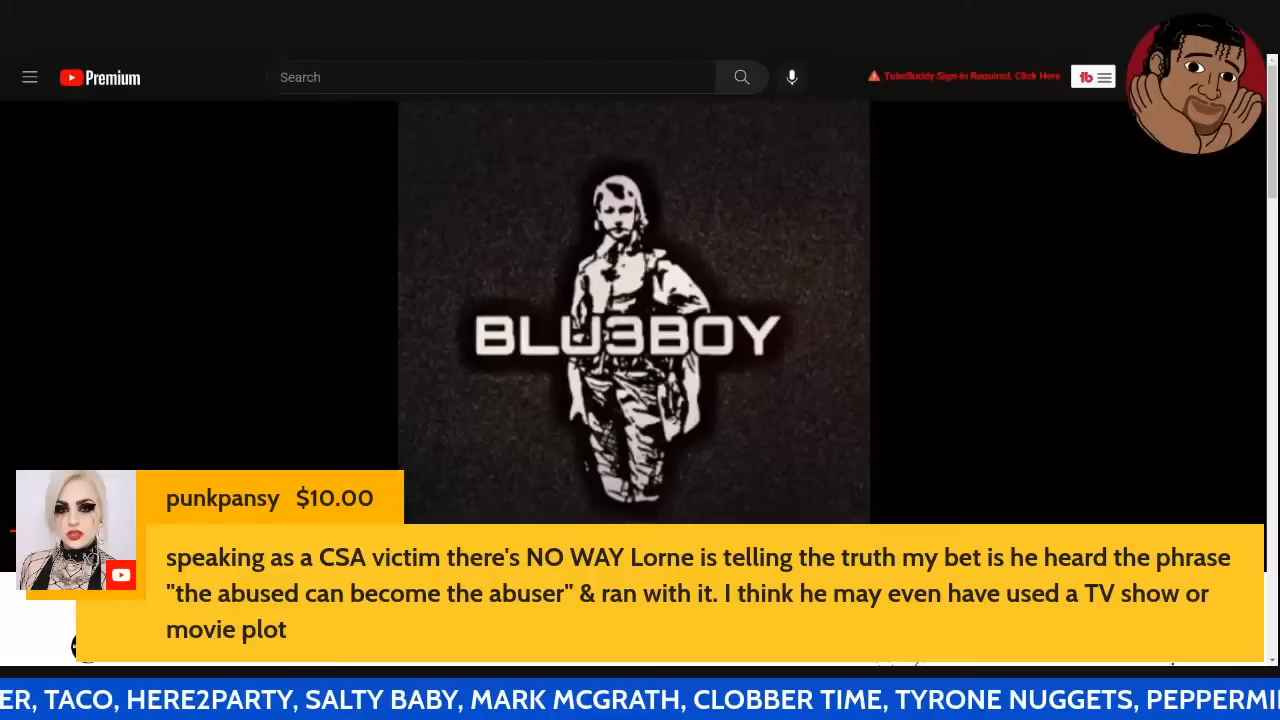 Premium
Search
TubeBuddy Sign-in Required, Click Here
tb
BLU3BOY
punkpansy $10.00
speaking as a CSA victim there's NO WAY Lorne is telling the truth my bet is he heard the phrase
"the abused can become the abuser" & ran with it. I think he may even have used a TV show or
movie plot
ER, TACO, HERE2PARTY, SALTY BABY, MARK MCGRATH, CLOBBER TIME, TYRONE NUGGETS, PEPPERMI